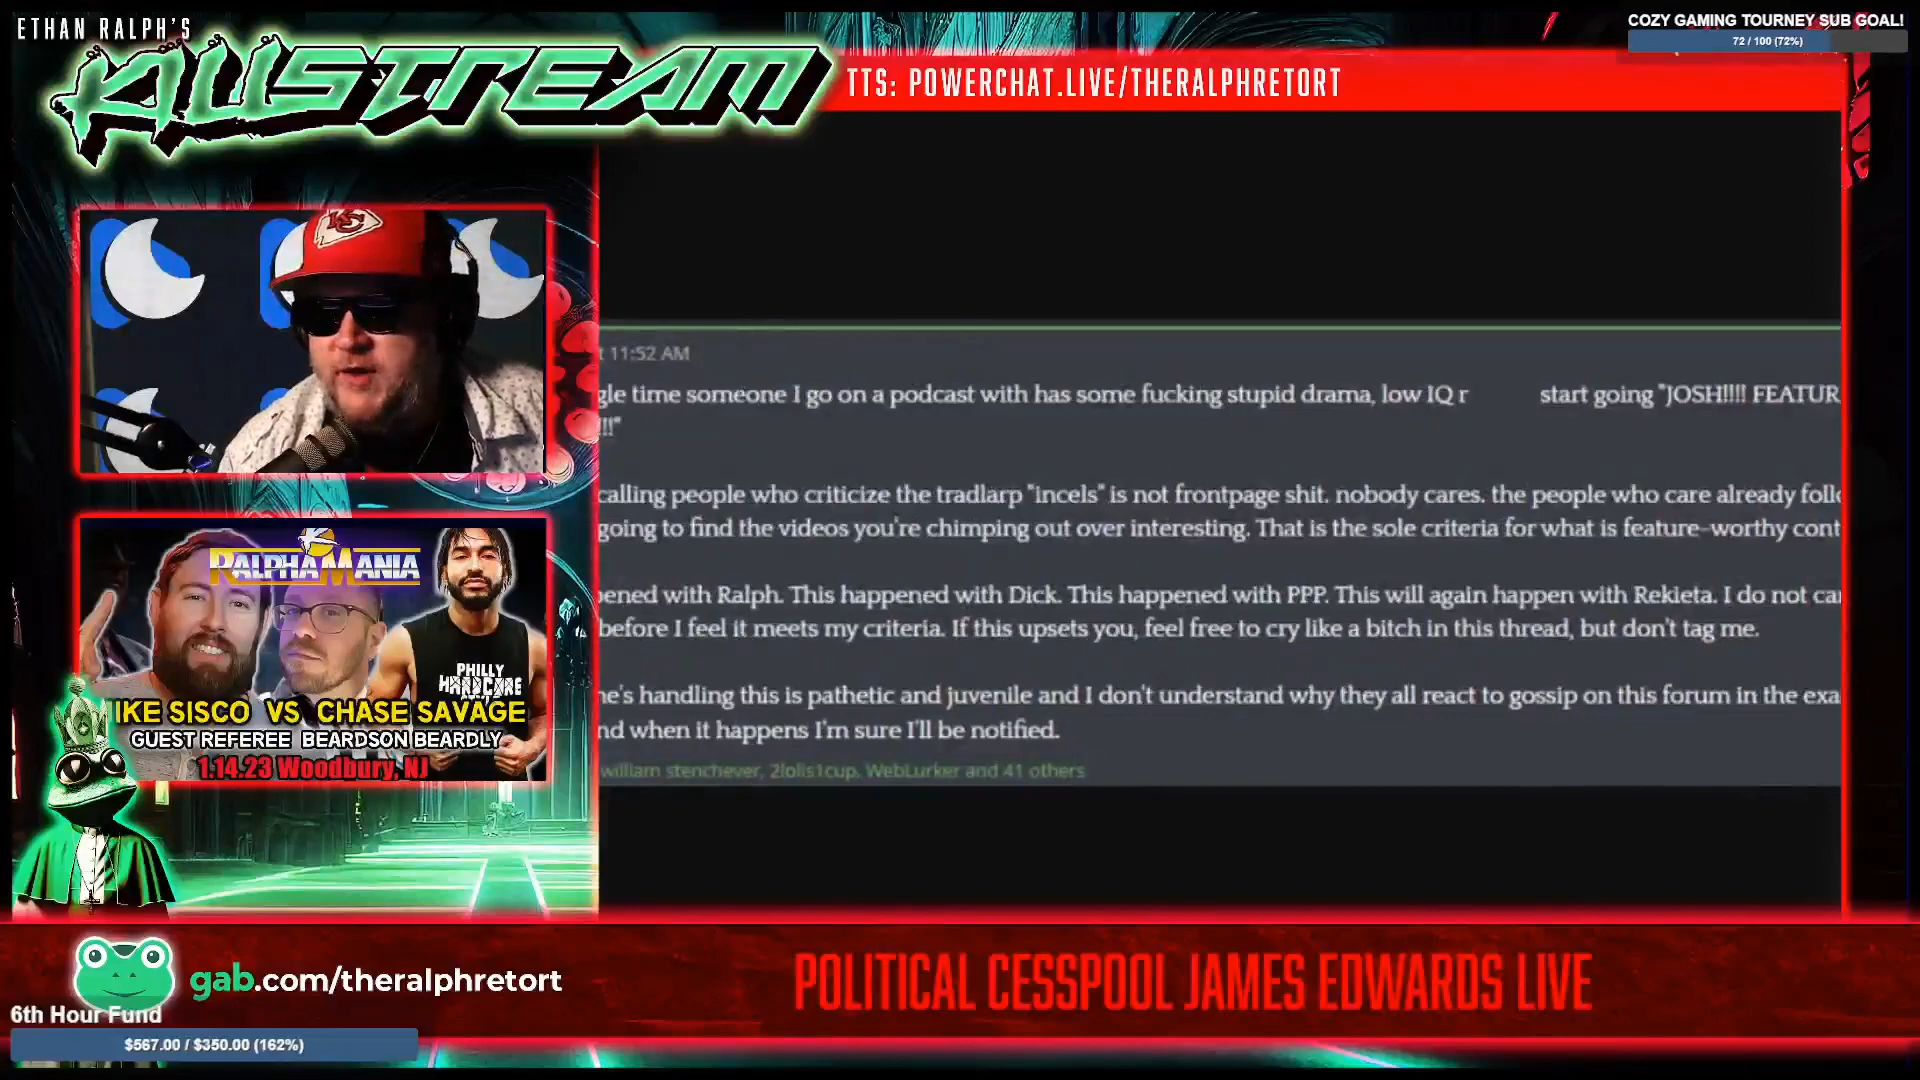 ETHAN RALPH'S
KILLSTREAM
COZY GAMING TOURNEY SUB GOAL!
72 / 100 (72%)
TTS: POWERCHAT.LIVE/THERALPHRETORT
KC
t 11:52 AM
gle time someone I go on a podcast with has some fucking stupid drama, low IQ r start going "JOSH!!!! FEATUR
!!!"
calling people who criticize the tradlarp "incels" is not frontpage shit. nobody cares. the people who care already foll
going to find the videos you're chimping out over interesting. That is the sole criteria for what is feature-worthy cont
pened with Ralph. This happened with Dick. This happened with PPP. This will again happen with Rekieta. I do not car
before I feel it meets my criteria. If this upsets you, feel free to cry like a bitch in this thread, but don't tag me.
he's handling this is pathetic and juvenile and I don't understand why they all react to gossip on this forum in the exa
nd when it happens I'm sure I'll be notified.
william stenchever, 2lolis1cup, WebLurker and 41 others
RALPHAMANIA
PHILLY
HARDCORE
IKE SISCO VS CHASE SAVAGE
GUEST REFEREE BEARDSON BEARDLY
1.14.23 Woodbury, NJ
gab.com/theralphretort
POLITICAL CESSPOOL JAMES EDWARDS LIVE
6th Hour Fund
$567.00 / $350.00 (162%)